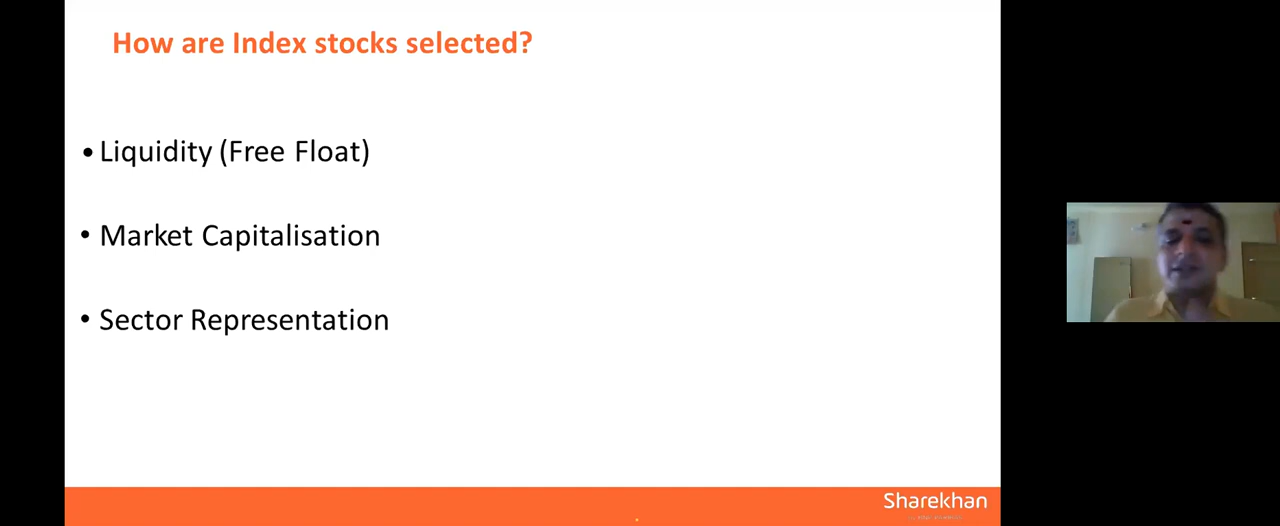 How are Index stocks selected?
• Liquidity (Free Float)
• Market Capitalisation
• Sector Representation
Sharekhan